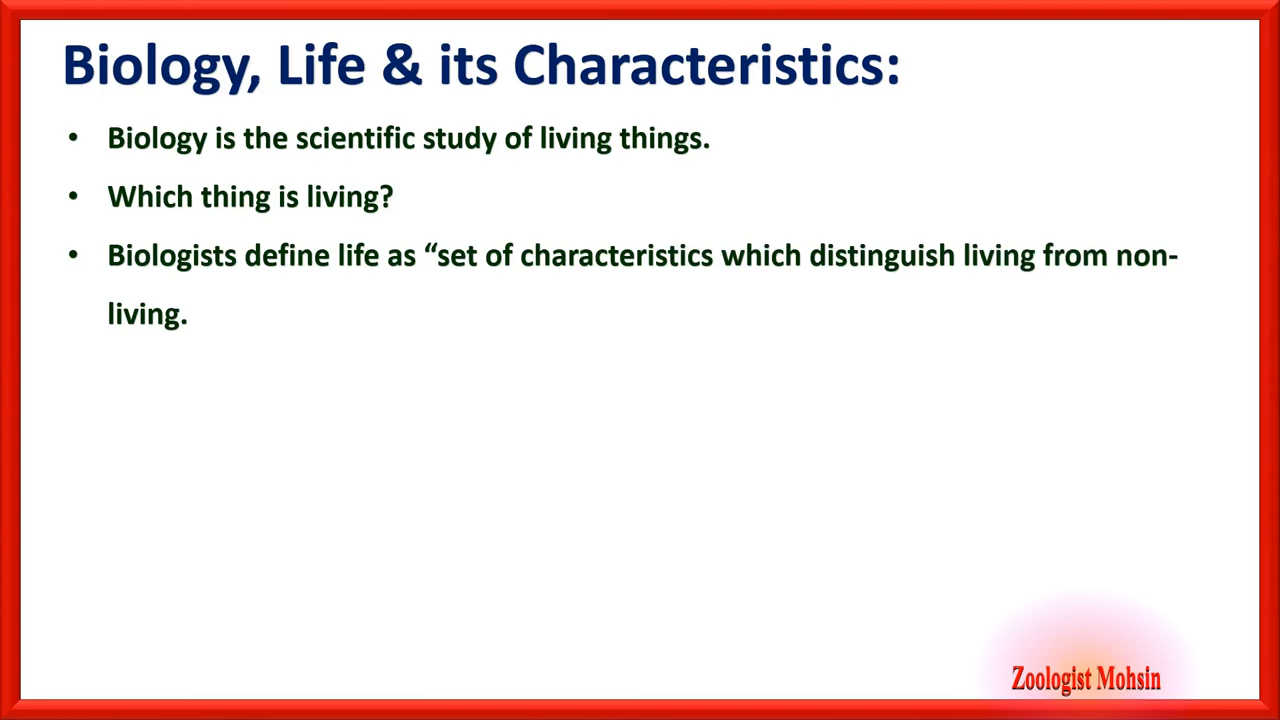 Biology, Life & its Characteristics:
• Biology is the scientific study of living things.
• Which thing is living?
• Biologists define life as “set of characteristics which distinguish living from non-
living.
Zoologist Mohsin